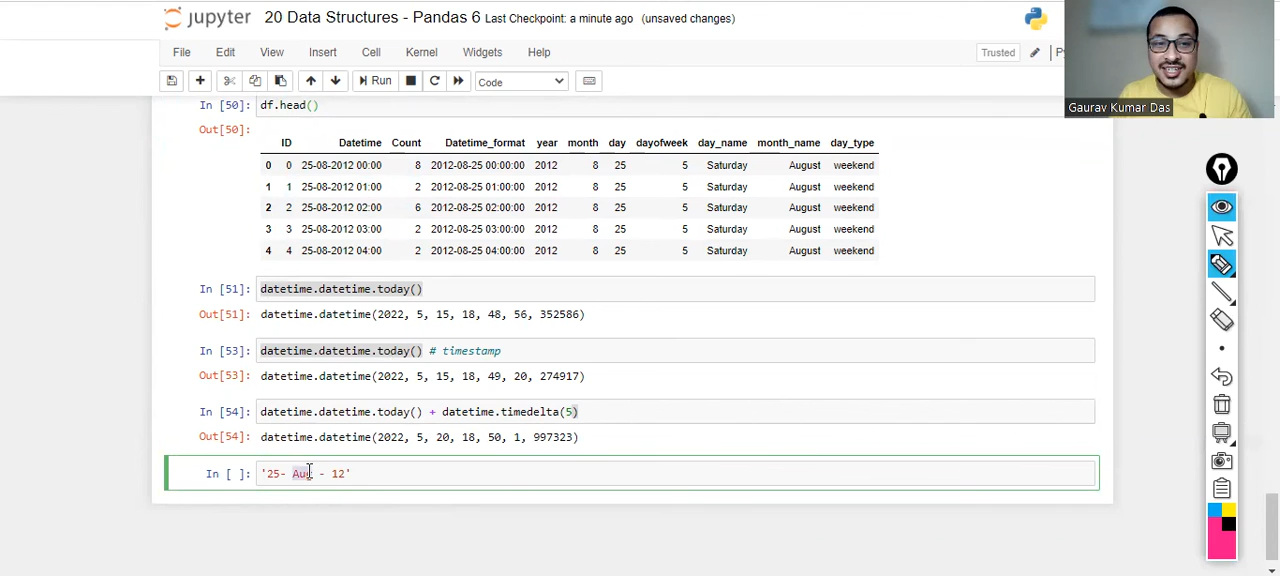 jupyter 20 Data Structures - Pandas 6 Last Checkpoint: a minute ago (unsaved changes)
File Edit View Insert Cell Kernel Widgets Help Trusted
Run Code
Gaurav Kumar Das
In [50]: df.head()
Out[50]:
ID Datetime Count Datetime_format year month day dayofweek day_name month_name day_type
0 0 25-08-2012 00:00 8 2012-08-25 00:00:00 2012 8 25 5 Saturday August weekend
1 1 25-08-2012 01:00 2 2012-08-25 01:00:00 2012 8 25 5 Saturday August weekend
2 2 25-08-2012 02:00 6 2012-08-25 02:00:00 2012 8 25 5 Saturday August weekend
3 3 25-08-2012 03:00 2 2012-08-25 03:00:00 2012 8 25 5 Saturday August weekend
4 4 25-08-2012 04:00 2 2012-08-25 04:00:00 2012 8 25 5 Saturday August weekend
In [51]: datetime.datetime.today()
Out[51]: datetime.datetime(2022, 5, 15, 18, 48, 56, 352586)
In [53]: datetime.datetime.today() # timestamp
Out[53]: datetime.datetime(2022, 5, 15, 18, 49, 20, 274917)
In [54]: datetime.datetime.today() + datetime.timedelta(5)
Out[54]: datetime.datetime(2022, 5, 20, 18, 50, 1, 997323)
In [ ]: '25- Aug - 12'